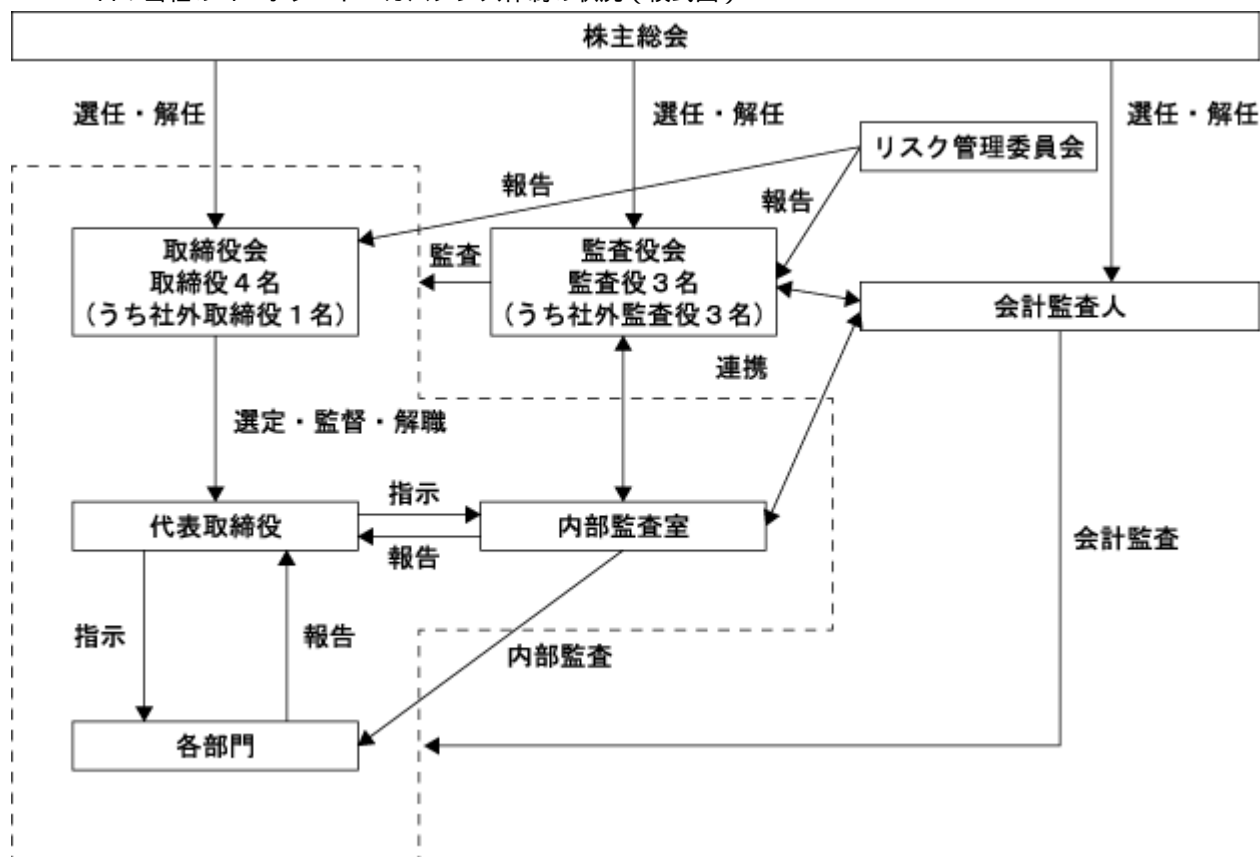 株主総会
選任・解任
選任・解任
選任・解任
リスク管理委員会
報告
報告
取締役会
取締役4名
(うち社外取締役1名)
監査
監査役会
監査役3名
(うち社外監査役3名)
会計監査人
連携
選定・監督・解職
代表取締役
指示
報告
内部監査室
会計監査
指示
報告
内部監査
各部門